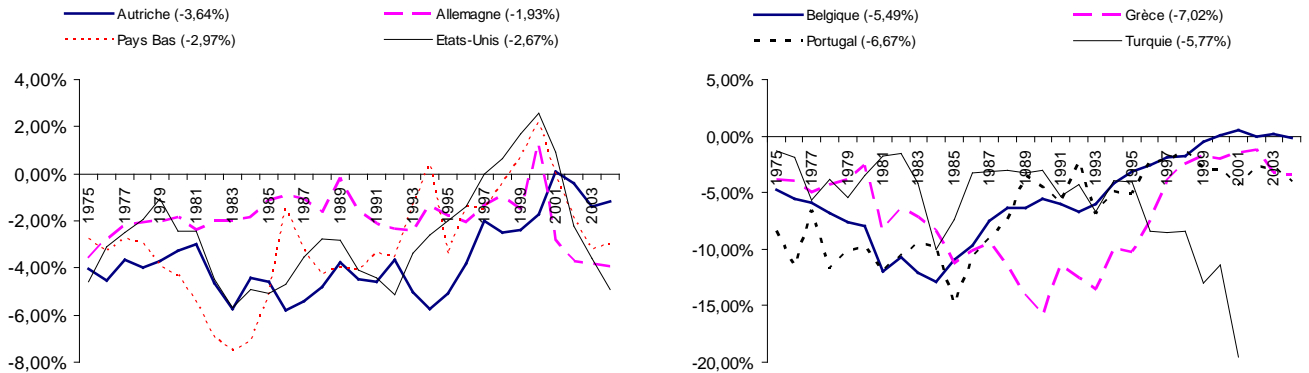 Autriche (-3,64%) Allemagne (-1,93%)
Pays Bas (-2,97%) Etats-Unis (-2,67%)
4,00%
2,00%
0,00%
-2,00%
-4,00%
-6,00%
-8,00%
1975 1977 1979 1981 1983 1985 1987 1989 1991 1993 1995 1997 1999 2001 2003
Belgique (-5,49%) Grèce (-7,02%)
Portugal (-6,67%) Turquie (-5,77%)
5,00%
0,00%
-5,00%
-10,00%
-15,00%
-20,00%
1975 1977 1979 1981 1983 1985 1987 1989 1991 1993 1995 1997 1999 2001 2003